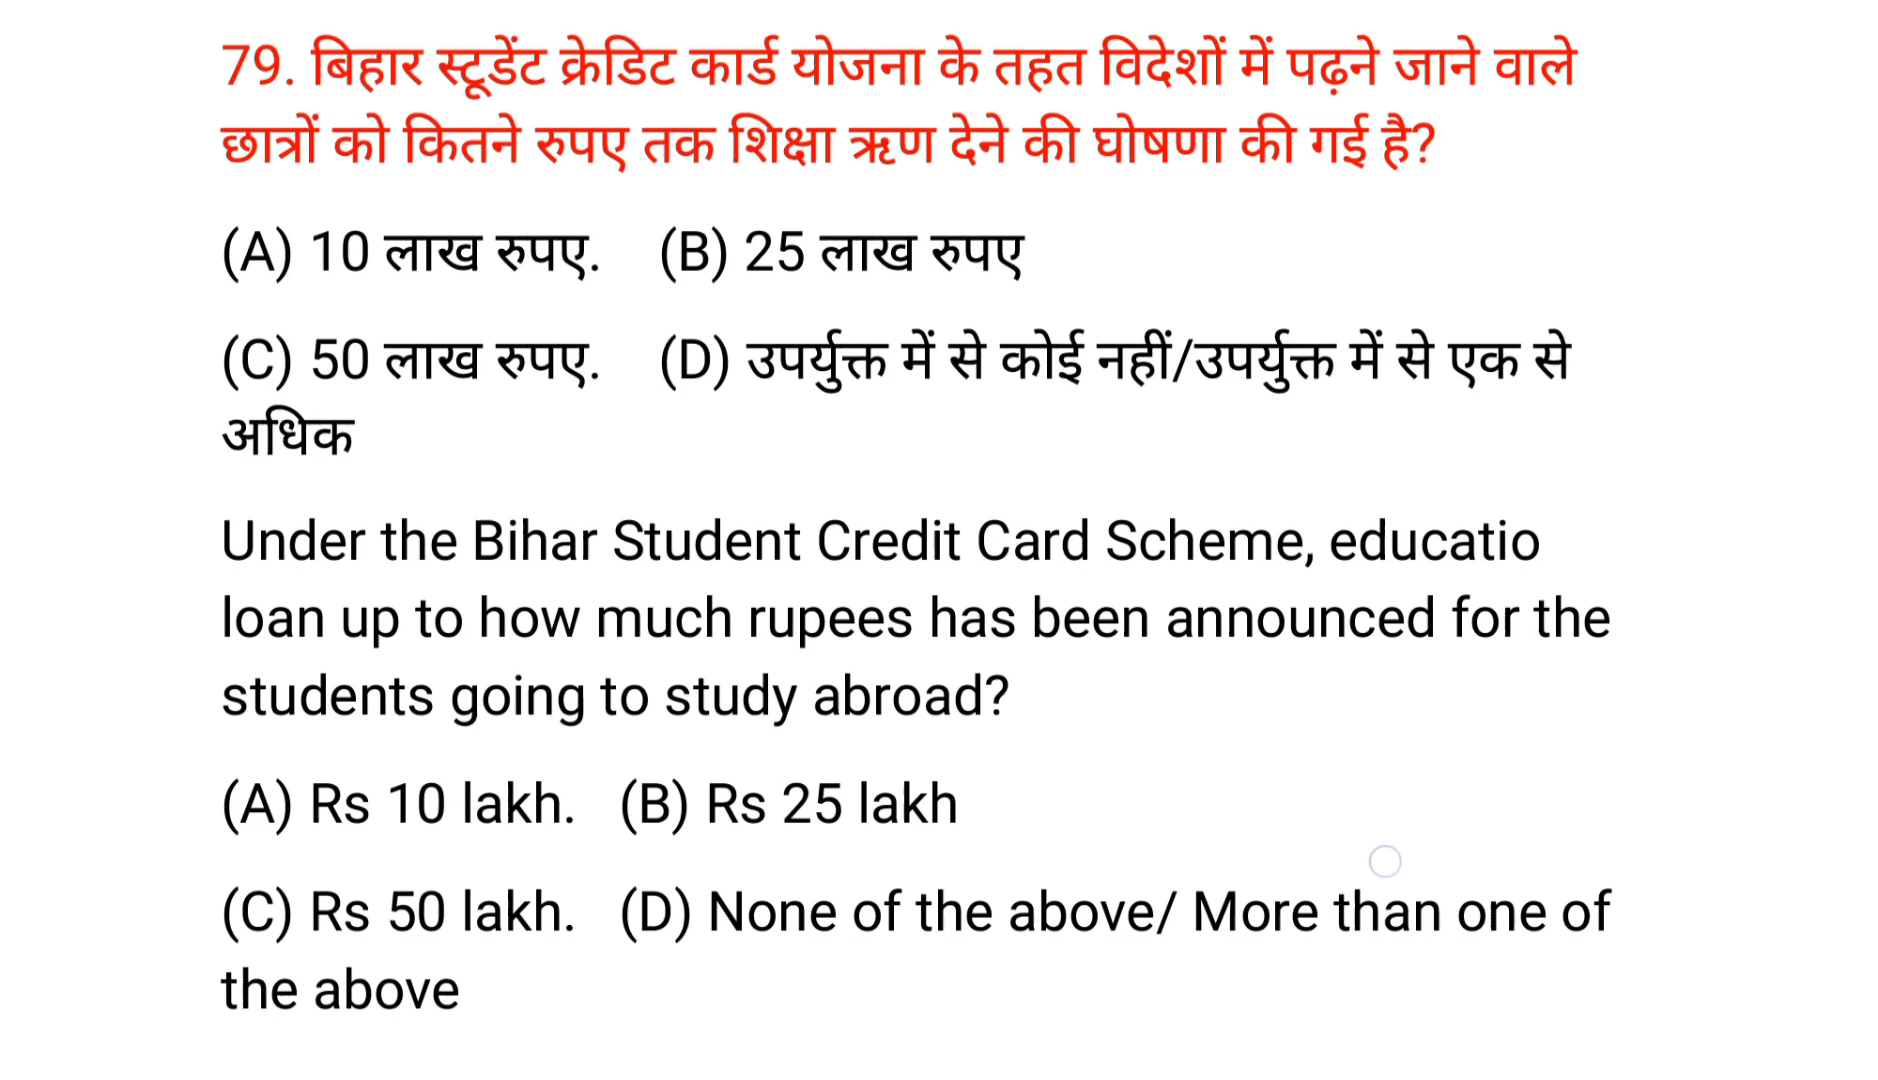 79. बिहार स्टूडेंट क्रेडिट कार्ड योजना के तहत विदेशों में पढ़ने जाने वाले
छात्रों को कितने रुपए तक शिक्षा ऋण देने की घोषणा की गई है?
(A) 10 लाख रुपए. (B) 25 लाख रुपए
(C) 50 लाख रुपए. (D) उपर्युक्त में से कोई नहीं/उपर्युक्त में से एक से
अधिक
Under the Bihar Student Credit Card Scheme, educatio
loan up to how much rupees has been announced for the
students going to study abroad?
(A) Rs 10 lakh. (B) Rs 25 lakh
(C) Rs 50 lakh. (D) None of the above/ More than one of
the above